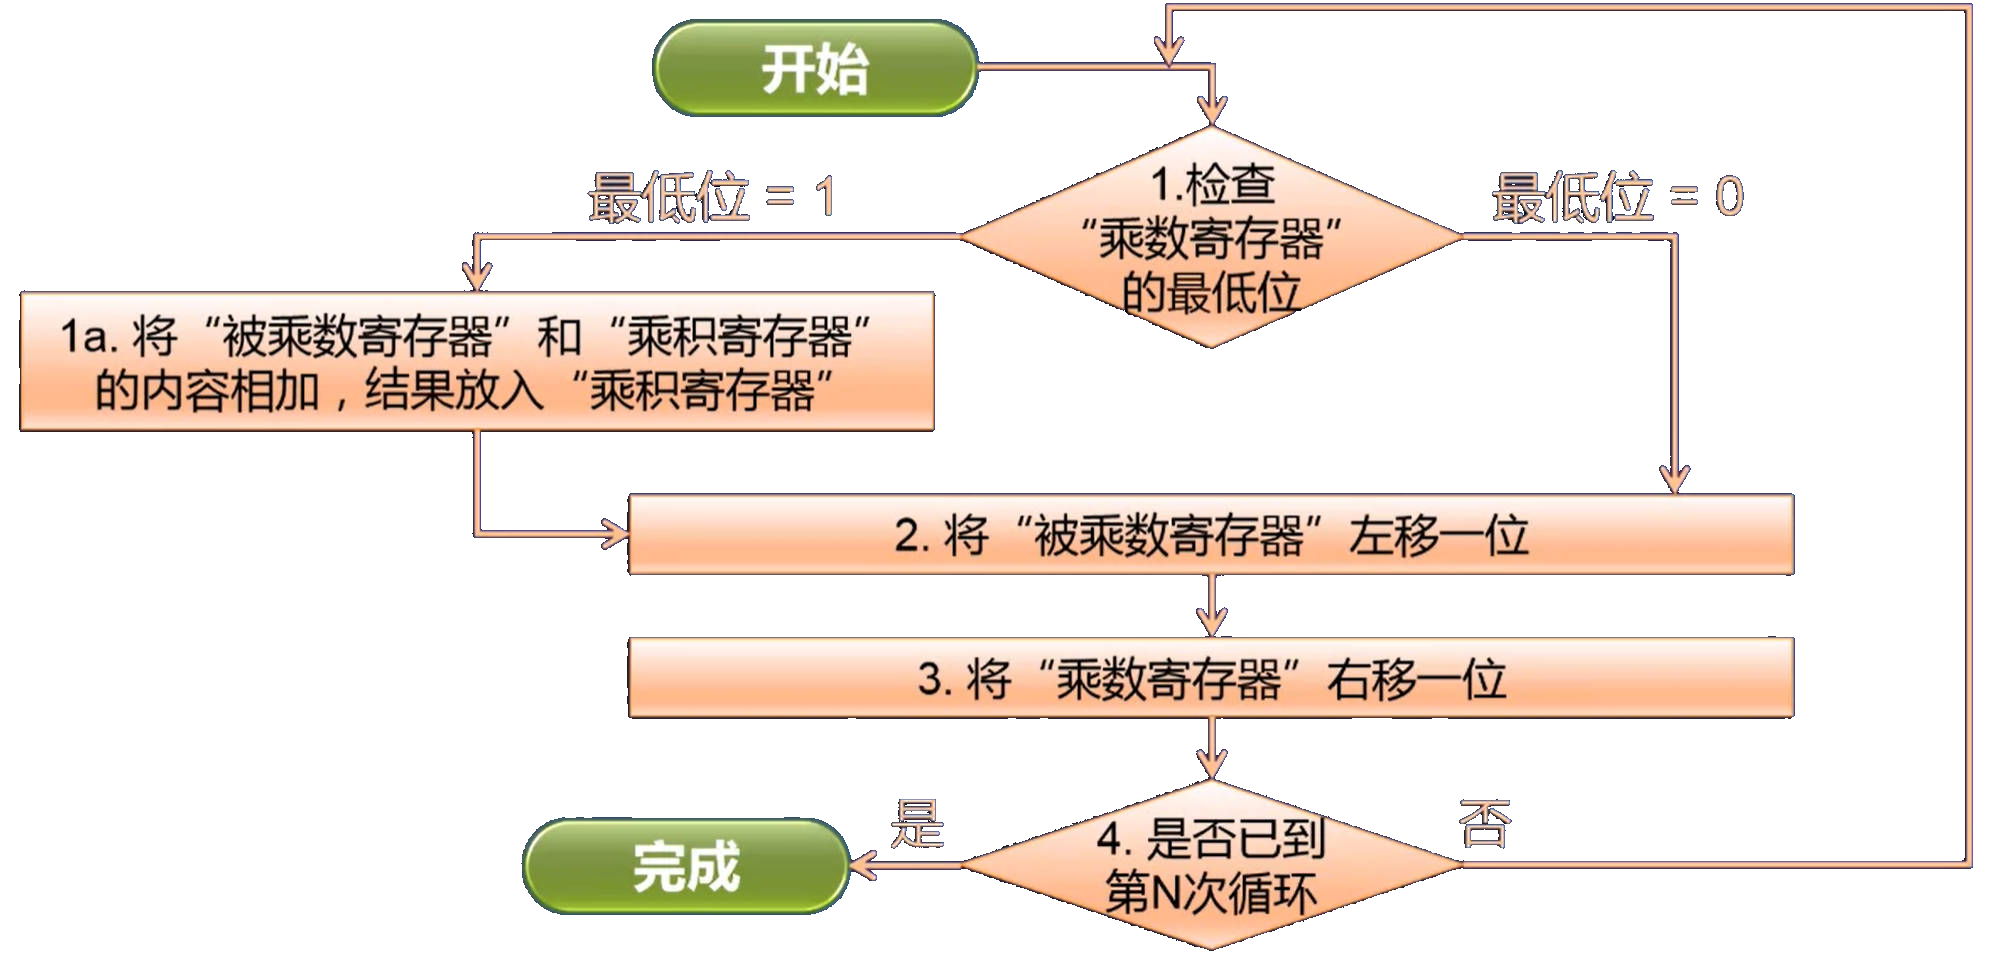 开始
1.检查
“乘数寄存器”
的最低位
最低位 = 1
最低位 = 0
1a. 将“被乘数寄存器”和“乘积寄存器”
的内容相加，结果放入“乘积寄存器”
2. 将“被乘数寄存器”左移一位
3. 将“乘数寄存器”右移一位
4. 是否已到
第N次循环
是
否
完成